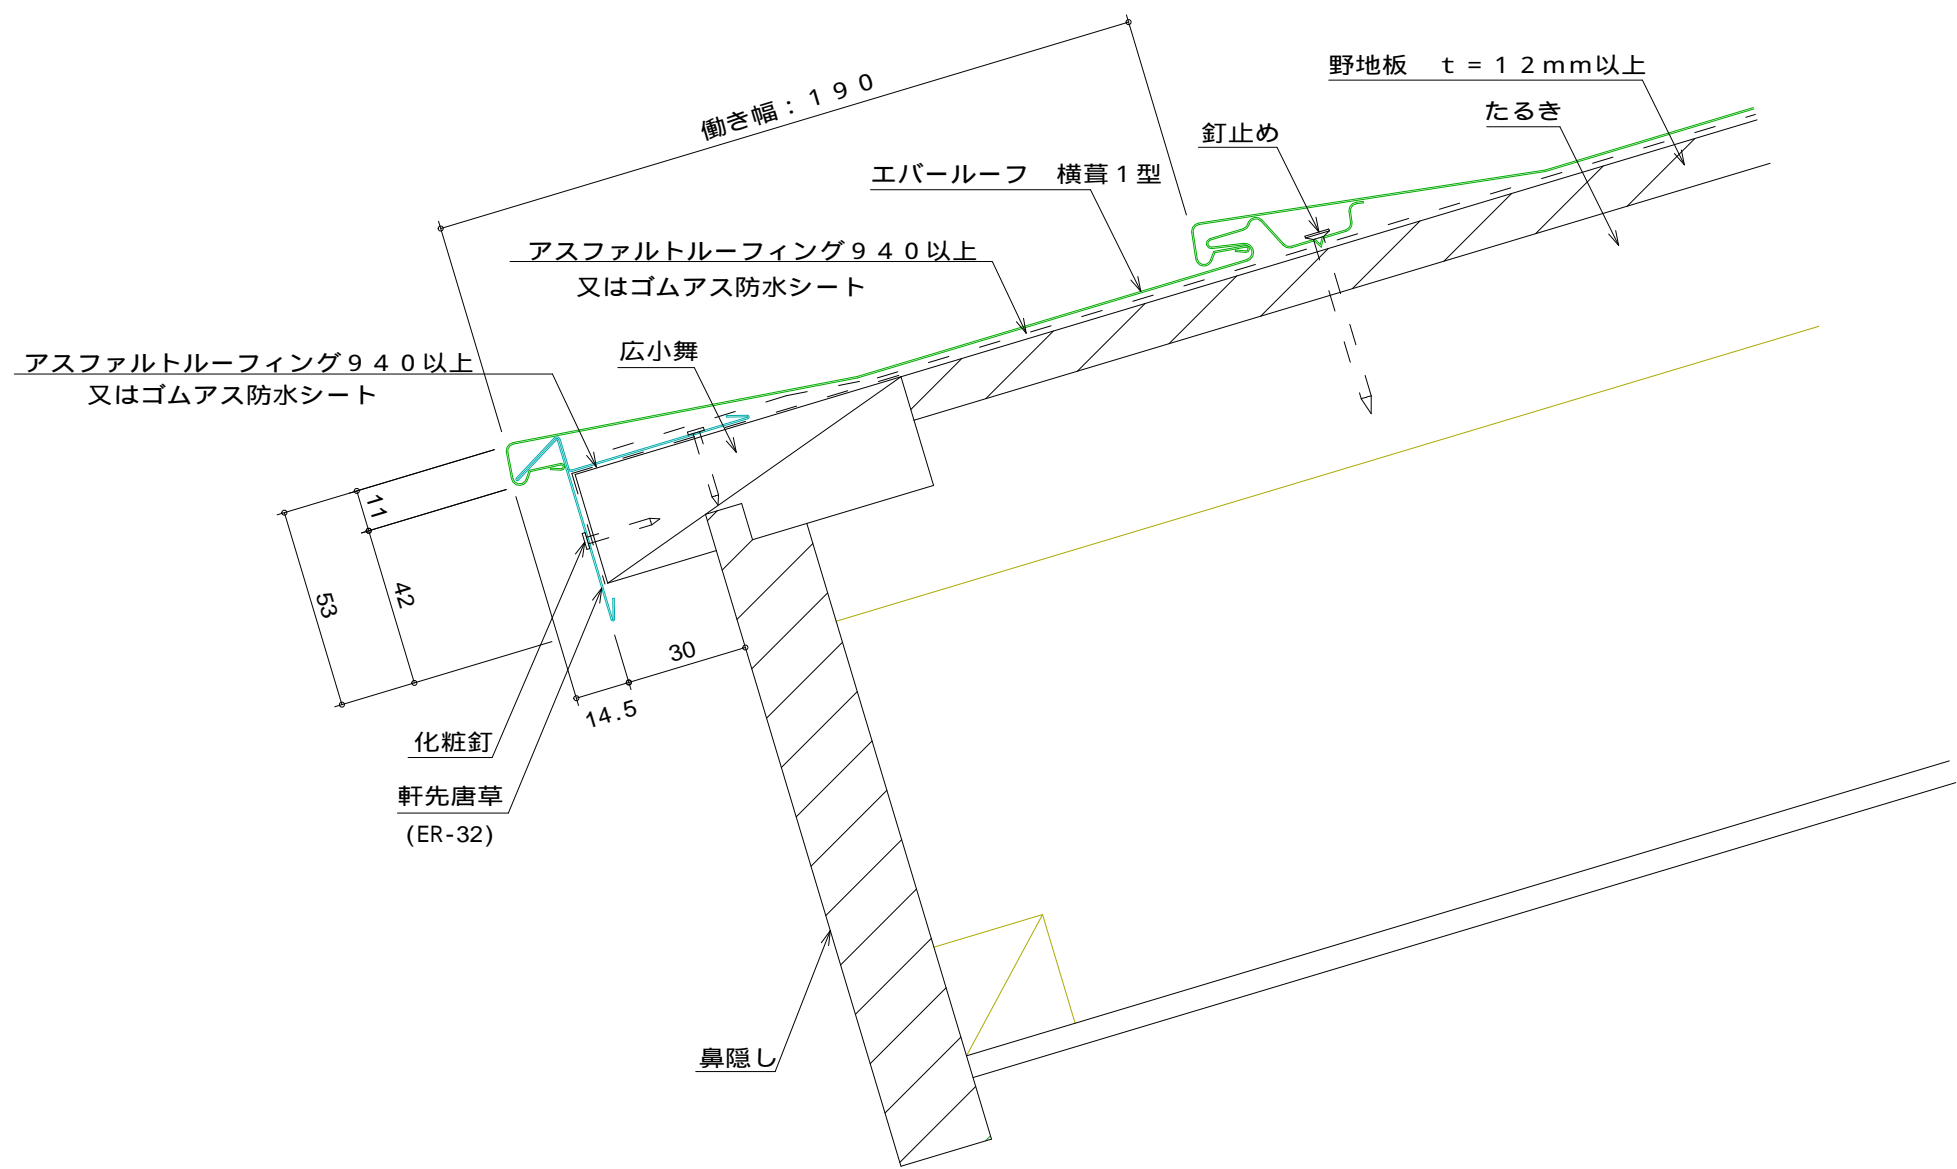 働き幅：１９０
野地板　ｔ＝１２ｍｍ以上
たるき
釘止め
エバールーフ　横葺１型
アスファルトルーフィング９４０以上
又はゴムアス防水シート
広小舞
アスファルトルーフィング９４０以上
又はゴムアス防水シート
11
53
42
30
14.5
化粧釘
軒先唐草
(ER-32)
鼻隠し